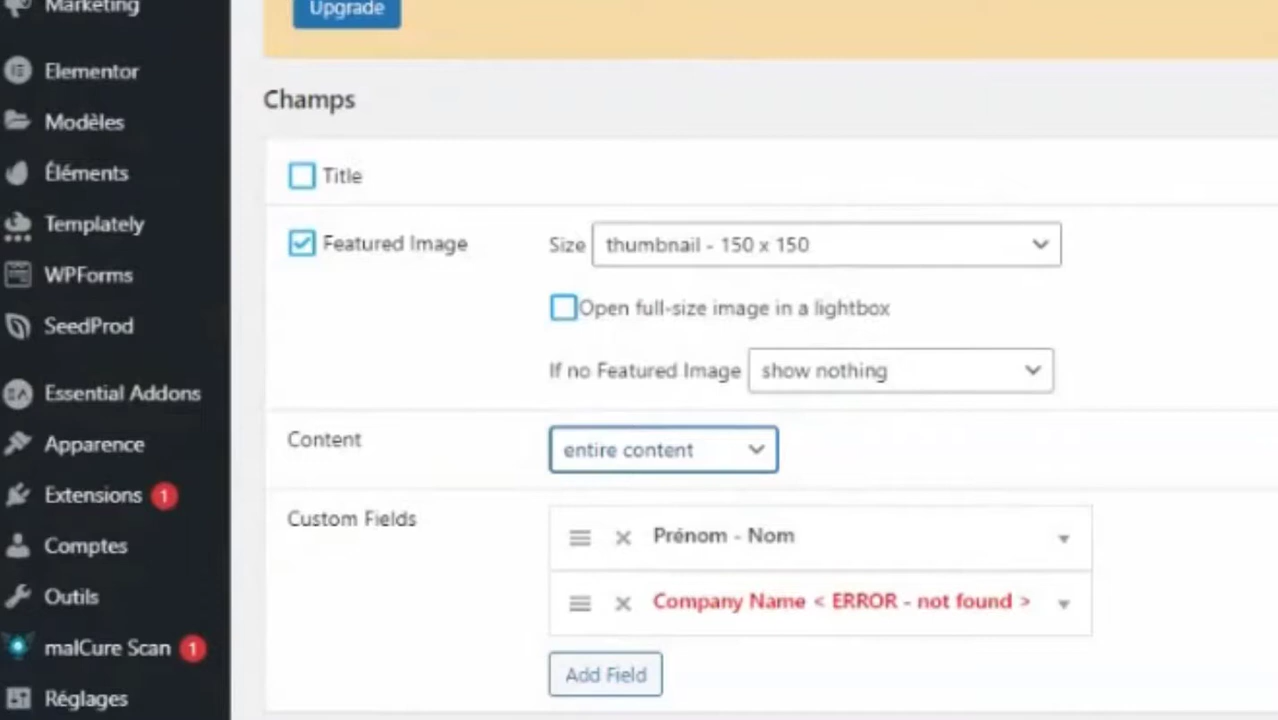 Marketing
Upgrade
Elementor
Modèles
Éléments
Templately
WPForms
SeedProd
Essential Addons
Apparence
Extensions 1
Comptes
Outils
malCure Scan 1
Réglages
Champs
Title
Featured Image
Size thumbnail - 150 x 150
Open full-size image in a lightbox
If no Featured Image show nothing
Content
entire content
Custom Fields
Prénom - Nom
Company Name < ERROR - not found >
Add Field